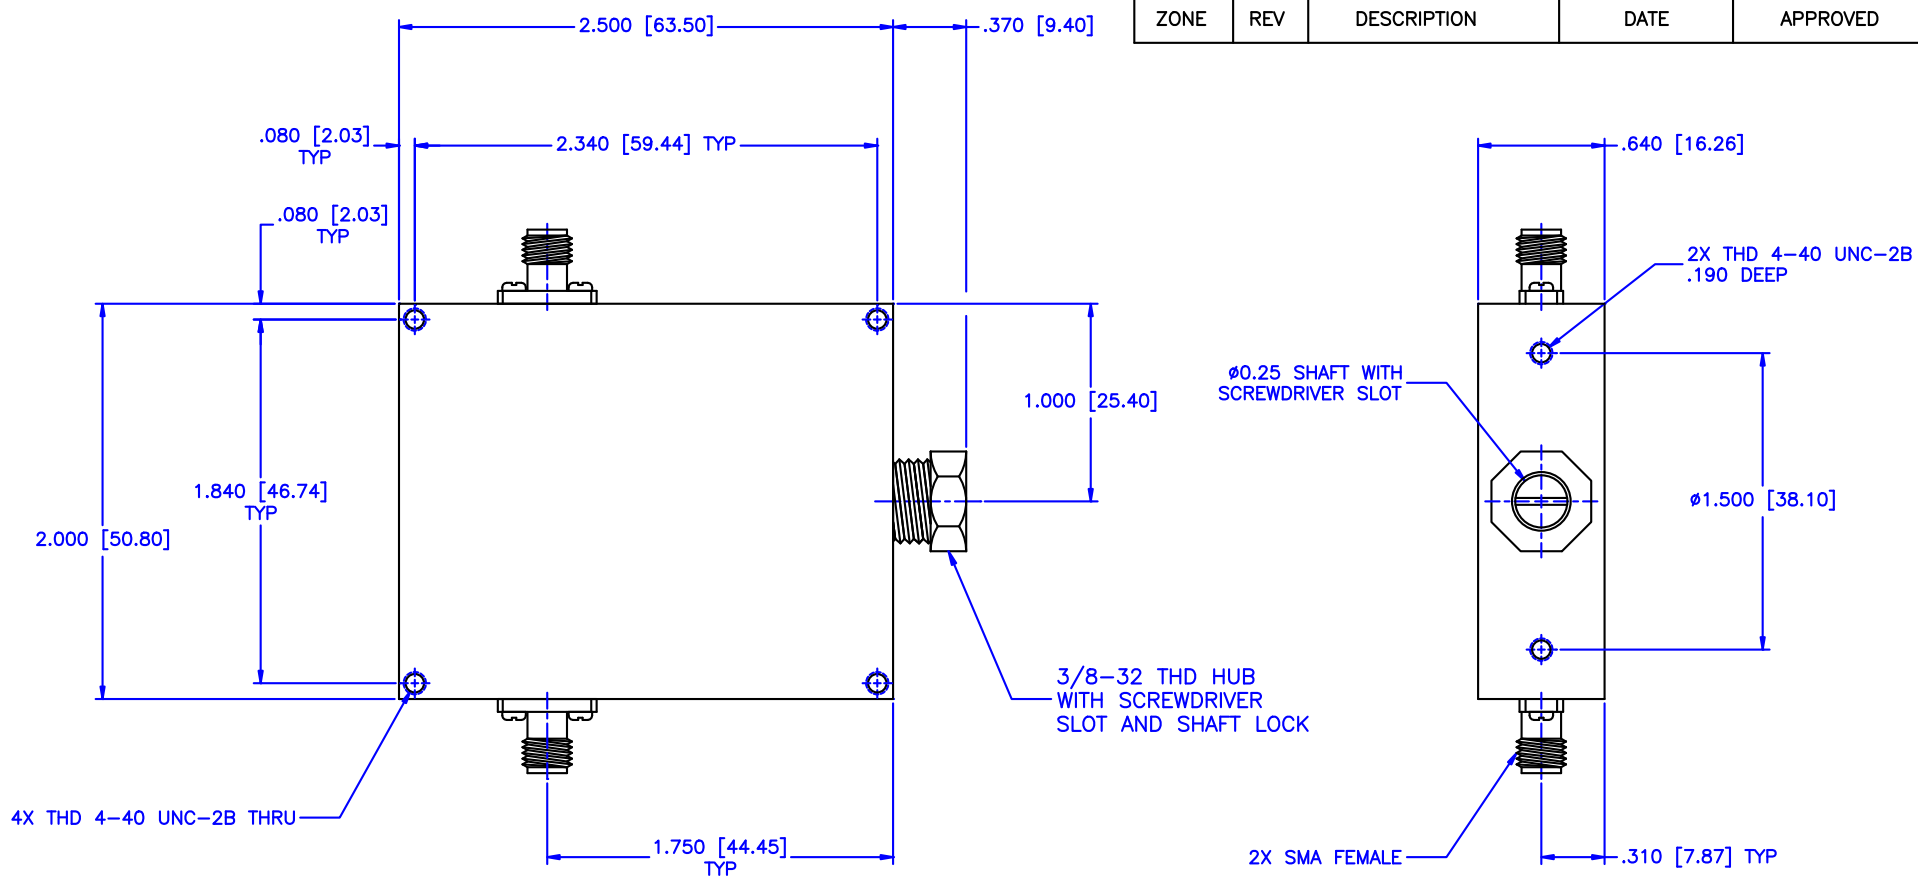 ZONE REV DESCRIPTION DATE APPROVED
2.500 [63.50]
.370 [9.40]
.080 [2.03]
TYP
2.340 [59.44] TYP
.640 [16.26]
.080 [2.03]
TYP
2X THD 4-40 UNC-2B
.190 DEEP
ø0.25 SHAFT WITH
SCREWDRIVER SLOT
1.000 [25.40]
1.840 [46.74]
TYP
ø1.500 [38.10]
2.000 [50.80]
3/8-32 THD HUB
WITH SCREWDRIVER
SLOT AND SHAFT LOCK
4X THD 4-40 UNC-2B THRU
1.750 [44.45]
TYP
2X SMA FEMALE
.310 [7.87] TYP